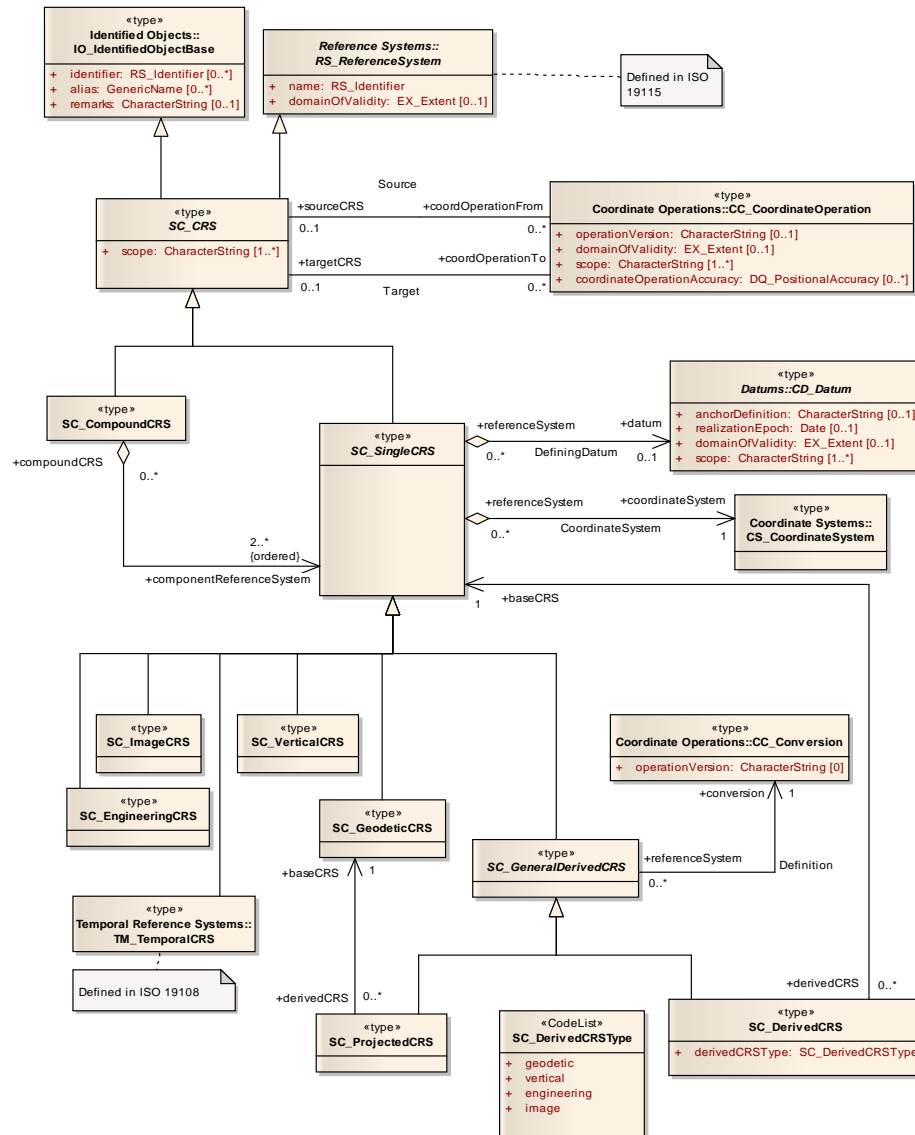 «type»
Identified Objects::
IO_IdentifiedObjectBase
+ identifier: RS_Identifier [0..*]
+ alias: GenericName [0..*]
+ remarks: CharacterString [0..1]
«type»
Reference Systems::
RS_ReferenceSystem
+ name: RS_Identifier
+ domainOfValidity: EX_Extent [0..1]
Defined in ISO
19115
«type»
SC_CRS
+ scope: CharacterString [1..*]
Source
+sourceCRS
+coordOperationFrom
0..1
0..*
+targetCRS
+coordOperationTo
0..1
Target
0..*
«type»
Coordinate Operations::CC_CoordinateOperation
+ operationVersion: CharacterString [0..1]
+ domainOfValidity: EX_Extent [0..1]
+ scope: CharacterString [1..*]
+ coordinateOperationAccuracy: DQ_PositionalAccuracy [0..*]
«type»
SC_CompoundCRS
+compoundCRS
0..*
2..*
{ordered}
+componentReferenceSystem
«type»
SC_SingleCRS
+referenceSystem
+datum
0..*
DefiningDatum
0..1
«type»
Datums::CD_Datum
+ anchorDefinition: CharacterString [0..1]
+ realizationEpoch: Date [0..1]
+ domainOfValidity: EX_Extent [0..1]
+ scope: CharacterString [1..*]
+referenceSystem
+coordinateSystem
0..*
CoordinateSystem
1
«type»
Coordinate Systems::
CS_CoordinateSystem
1
+baseCRS
«type»
SC_ImageCRS
«type»
SC_VerticalCRS
«type»
SC_EngineeringCRS
«type»
SC_GeodeticCRS
+baseCRS
1
«type»
Coordinate Operations::CC_Conversion
+ operationVersion: CharacterString [0]
+conversion
1
«type»
SC_GeneralDerivedCRS
+referenceSystem
0..*
Definition
«type»
Temporal Reference Systems::
TM_TemporalCRS
Defined in ISO 19108
+derivedCRS
0..*
«type»
SC_ProjectedCRS
«CodeList»
SC_DerivedCRSType
+ geodetic
+ vertical
+ engineering
+ image
+derivedCRS
0..*
«type»
SC_DerivedCRS
+ derivedCRSType: SC_DerivedCRSType